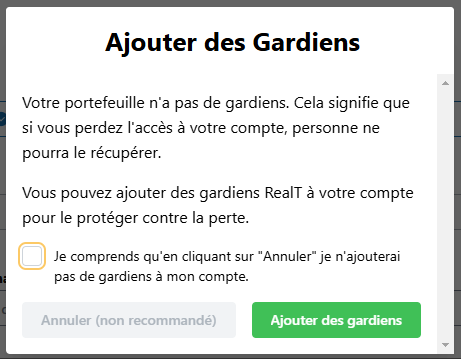 Ajouter des Gardiens
Votre portefeuille n'a pas de gardiens. Cela signifie que
si vous perdez l'accès à votre compte, personne ne
pourra le récupérer.
Vous pouvez ajouter des gardiens RealT à votre compte
pour le protéger contre la perte.
Je comprends qu'en cliquant sur "Annuler" je n'ajouterai
pas de gardiens à mon compte.
Annuler (non recommandé)
Ajouter des gardiens